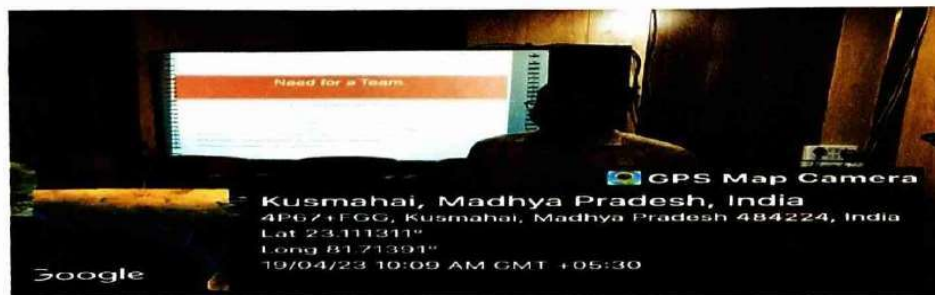 Need for a Team
GPS Map Camera
Kusmahai, Madhya Pradesh, India
4P67+FGG, Kusmahai, Madhya Pradesh 484224, India
Lat 23.111311°
Long 81.71391°
19/04/23 10:09 AM GMT +05:30
Google